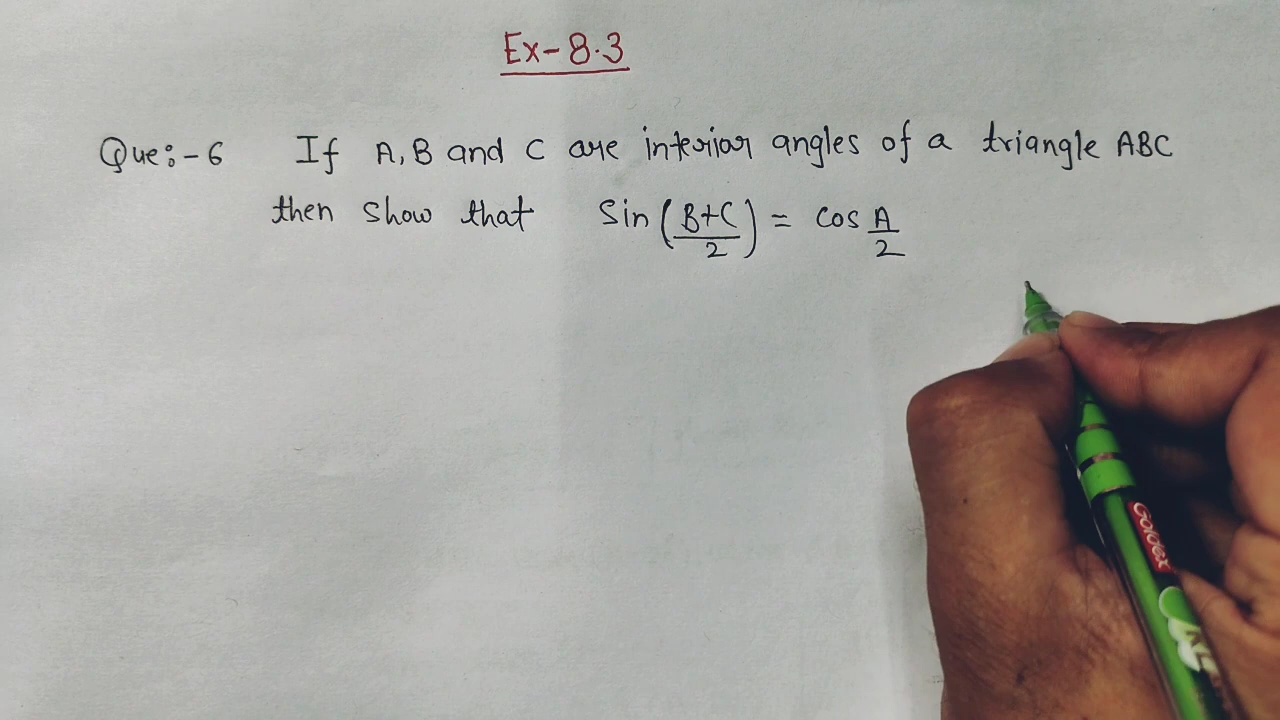 Ex-8.3
Que:-6 If A, B and C are interior angles of a triangle ABC
then show that Sin(B+C/2) = cos A/2
Goldex